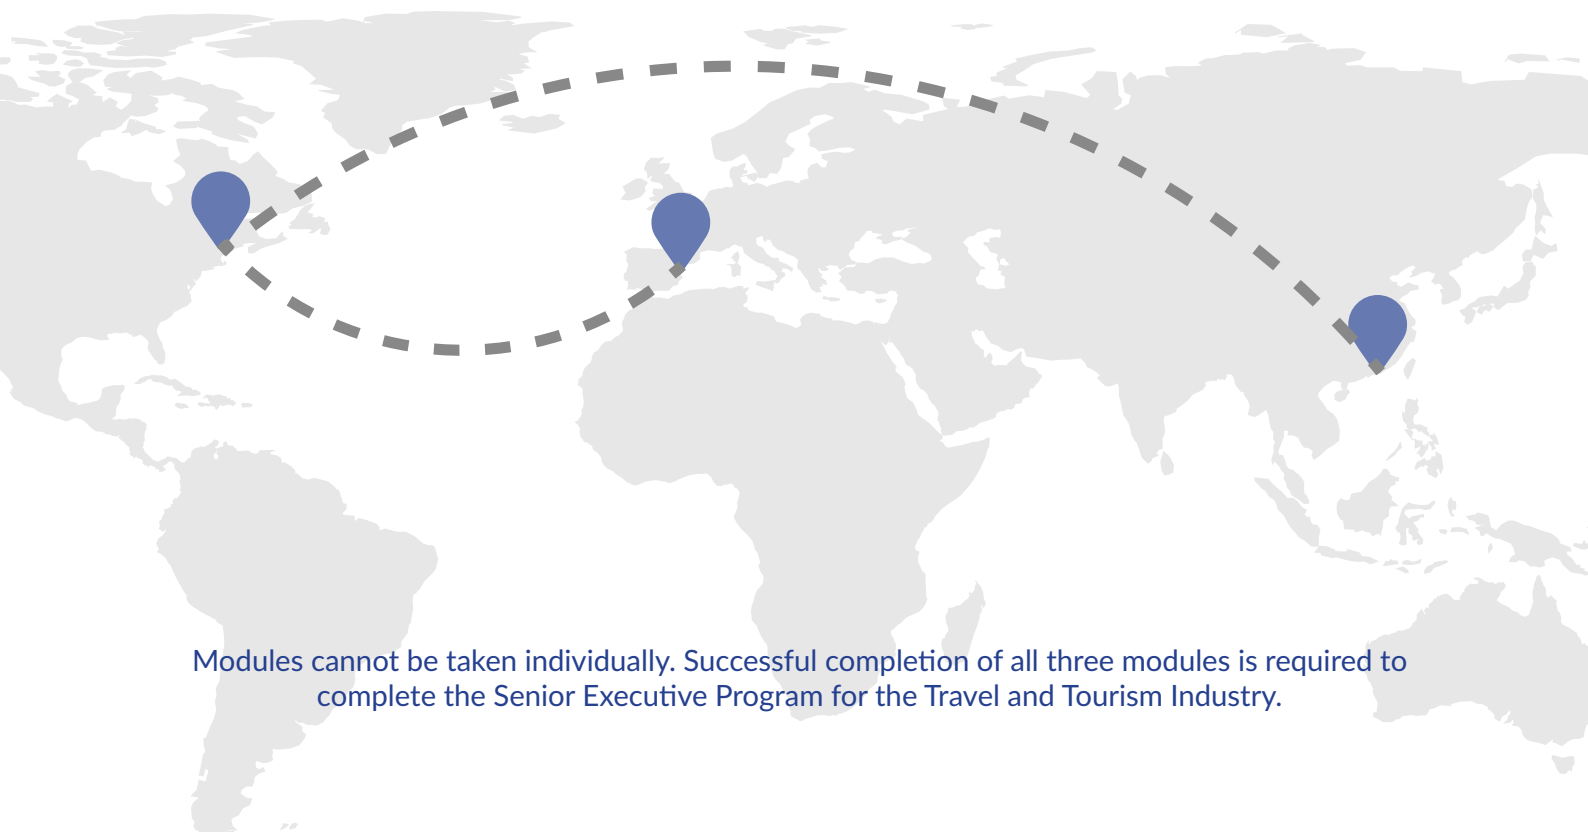 Modules cannot be taken individually. Successful completion of all three modules is required to
complete the Senior Executive Program for the Travel and Tourism Industry.